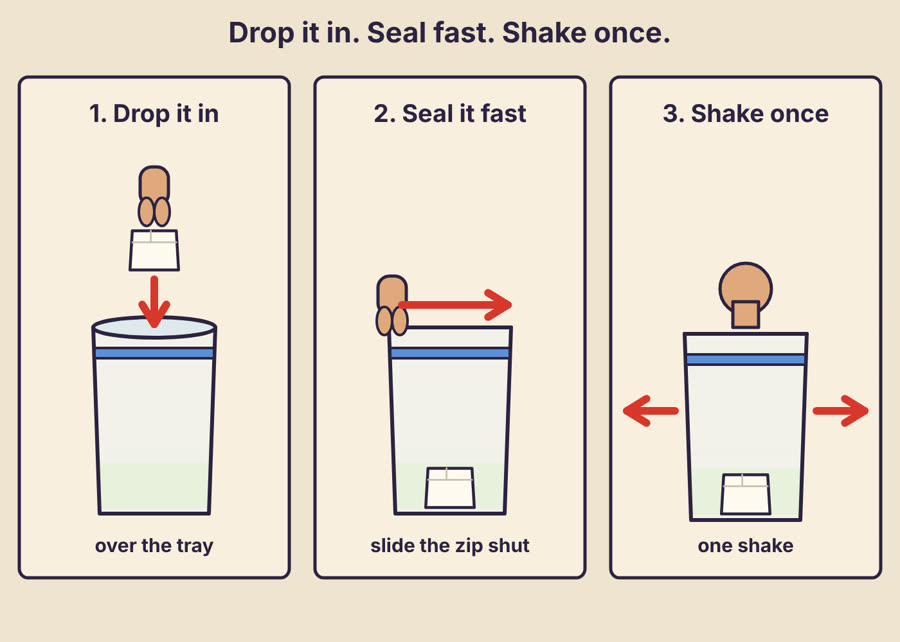 Drop it in. Seal fast. Shake once.
1. Drop it in
over the tray
2. Seal it fast
slide the zip shut
3. Shake once
one shake